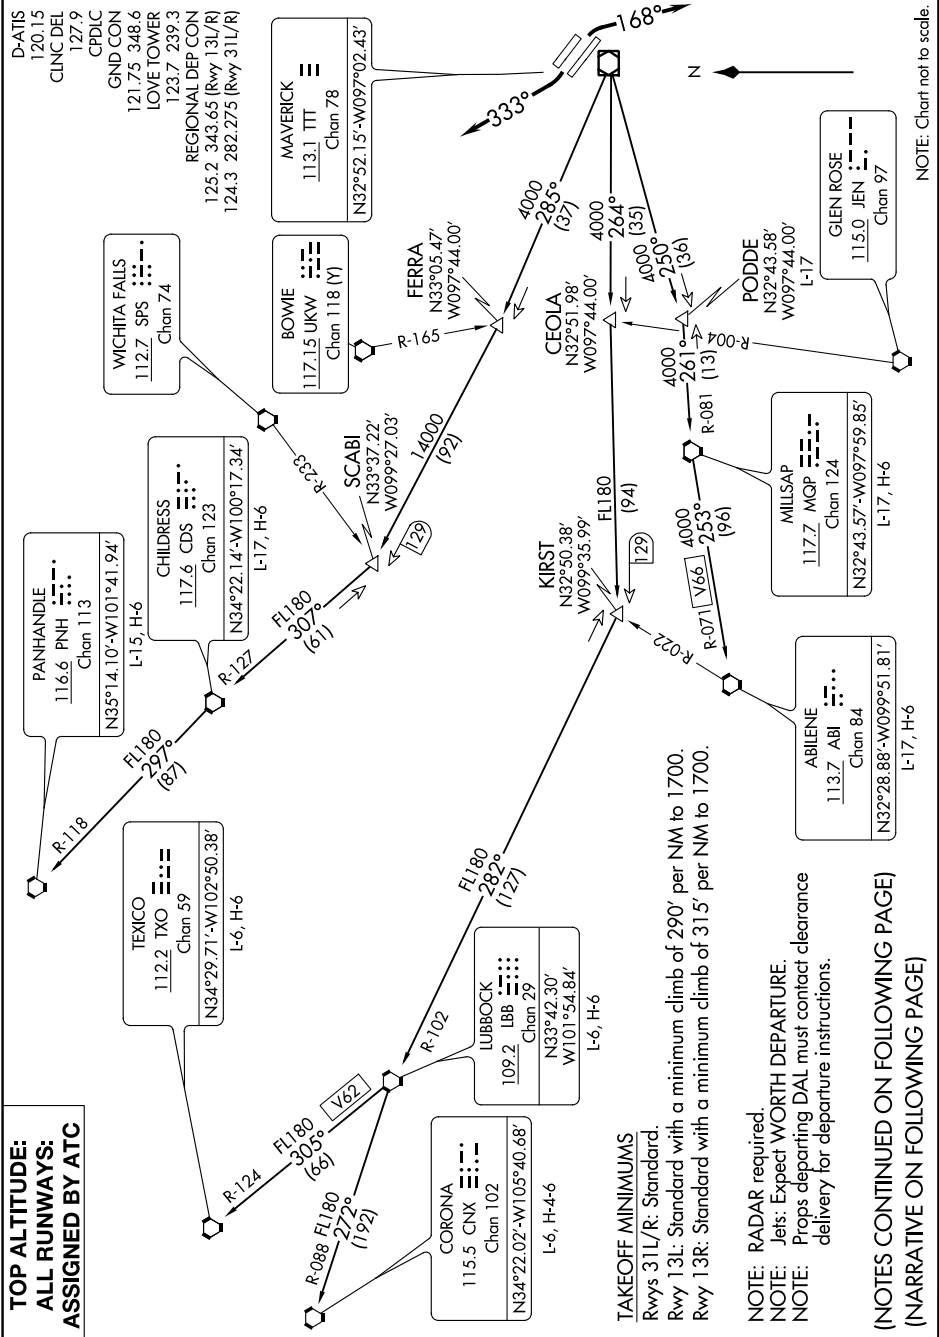 TOP ALTITUDE:
ALL RUNWAYS:
ASSIGNED BY ATC
D-ATIS
120.15
CLNC DEL
127.9
CPDLC
GND CON
121.75 348.6
LOVE TOWER
123.7 239.3
REGIONAL DEP CON
125.2 343.65 (Rwy 13L/R)
124.3 282.275 (Rwy 31L/R)
PANHANDLE
116.6 PNH
Chan 113
N35°14.10'-W101°41.94'
L-15, H-6
WICHITA FALLS
112.7 SPS
Chan 74
MAVERICK
113.1 TTT
Chan 78
N32°52.15'-W097°02.43'
CHILDRESS
117.6 CDS
Chan 123
N34°22.14'-W100°17.34'
L-17, H-6
BOWIE
117.15 UKW
Chan 118 (Y)
TEXICO
112.2 TXO
Chan 59
N34°29.71'-W102°50.38'
L-6, H-6
SCABI
N33°37.22'
W099°27.03'
FERRA
N33°05.47'
W097°44.00'
CEOLA
N32°51.98'
W097°44.00'
PODDE
N32°43.58'
W097°44.00'
L-17
KIRST
N32°50.38'
W099°35.99'
LUBBOCK
109.2 LBB
Chan 29
N33°42.30'
W101°54.84'
L-6, H-6
CORONA
115.5 CNX
Chan 102
N34°22.02'-W105°40.68'
L-6, H-4-6
GLEN ROSE
115.0 JEN
Chan 97
MILLSAP
117.7 MQP
Chan 124
N32°43.57'-W097°59.85'
L-17, H-6
ABILENE
113.7 ABI
Chan 84
N32°28.88'-W099°51.81'
L-17, H-6
168°
333°
N
4000
285°
(37)
4000
264°
(35)
4000
250°
(36)
4000
261°
(13)
R-081
R-004
R-165
14000
(92)
R-233
129
FL180
307°
(61)
R-127
FL180
297°
(87)
R-118
FL180
(94)
129
R-022
4000
253°
(96)
V66
R-071
FL180
282°
(127)
R-102
FL180
305°
(66)
V62
R-124
FL180
272°
(192)
R-088
TAKEOFF MINIMUMS
Rwys 31L/R: Standard.
Rwy 13L: Standard with a minimum climb of 290' per NM to 1700.
Rwy 13R: Standard with a minimum climb of 315' per NM to 1700.
NOTE: RADAR required.
NOTE: Jets: Expect WORTH DEPARTURE.
NOTE: Props departing DAL must contact clearance
delivery for departure instructions.
(NOTES CONTINUED ON FOLLOWING PAGE)
(NARRATIVE ON FOLLOWING PAGE)
NOTE: Chart not to scale.